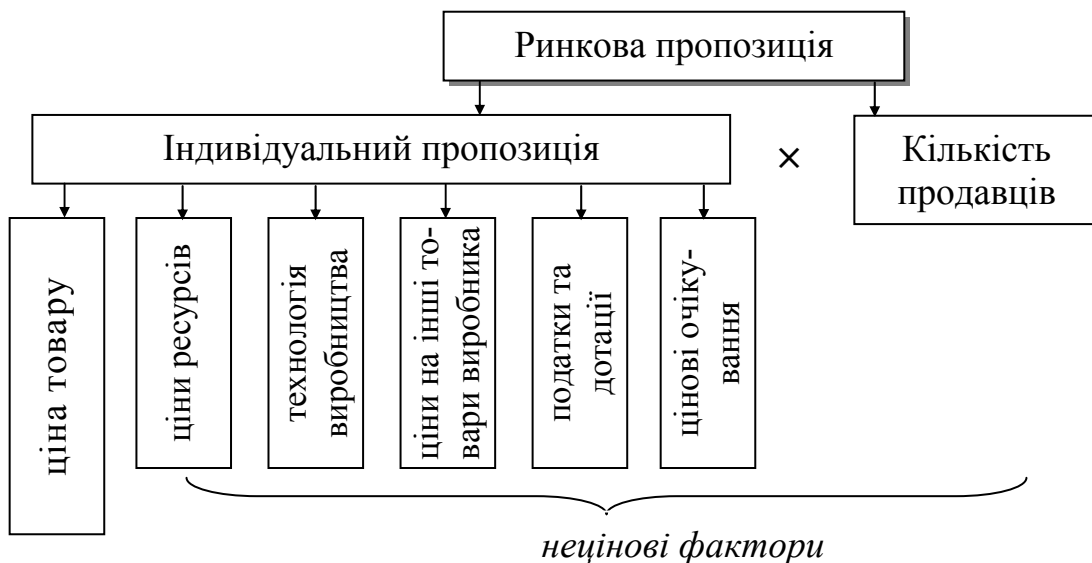 Ринкова пропозиція
Індивідуальний пропозиція
×
Кількість
продавців
ціна товару
ціни ресурсів
технологія
виробництва
ціни на інші то-
вари виробника
податки та
дотації
цінові очіку-
вання
нецінові фактори